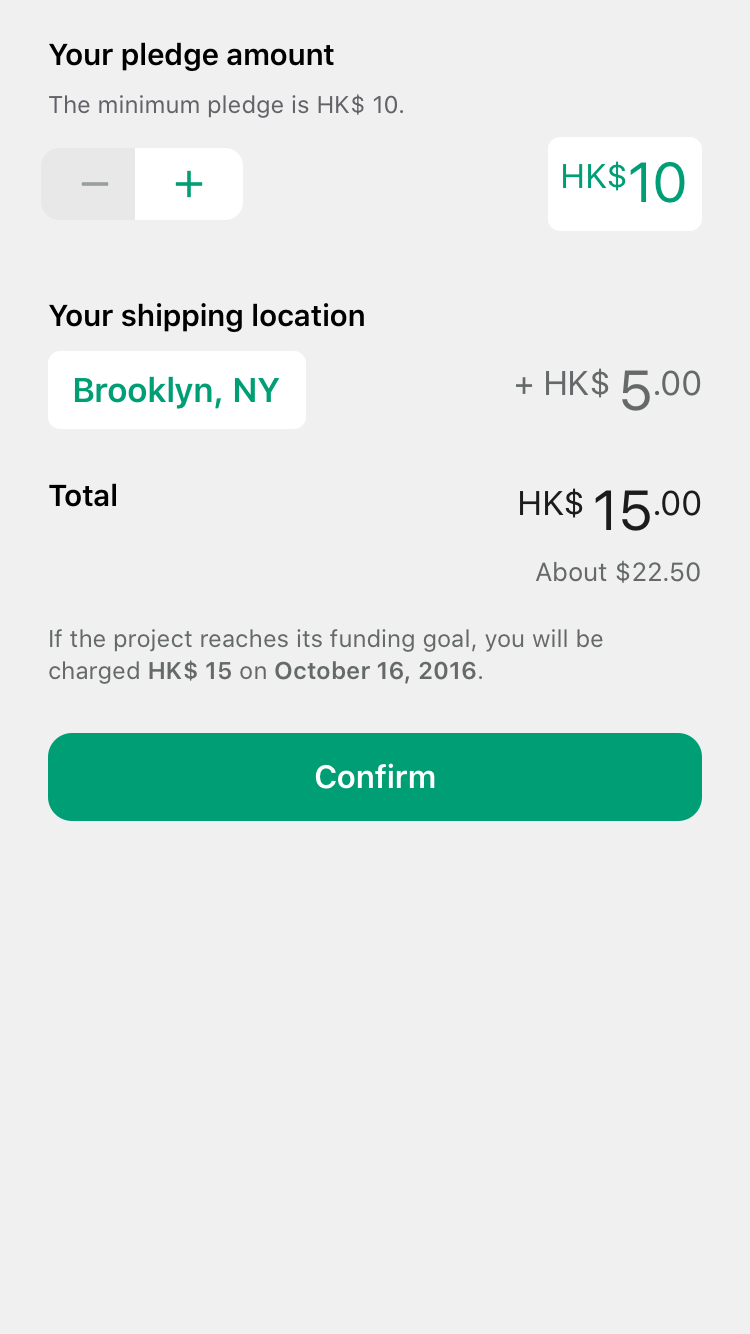 Your pledge amount
The minimum pledge is HK$ 10.
− + HK$10
Your shipping location
Brooklyn, NY + HK$ 5.00
Total HK$ 15.00
About $22.50
If the project reaches its funding goal, you will be
charged HK$ 15 on October 16, 2016.
Confirm